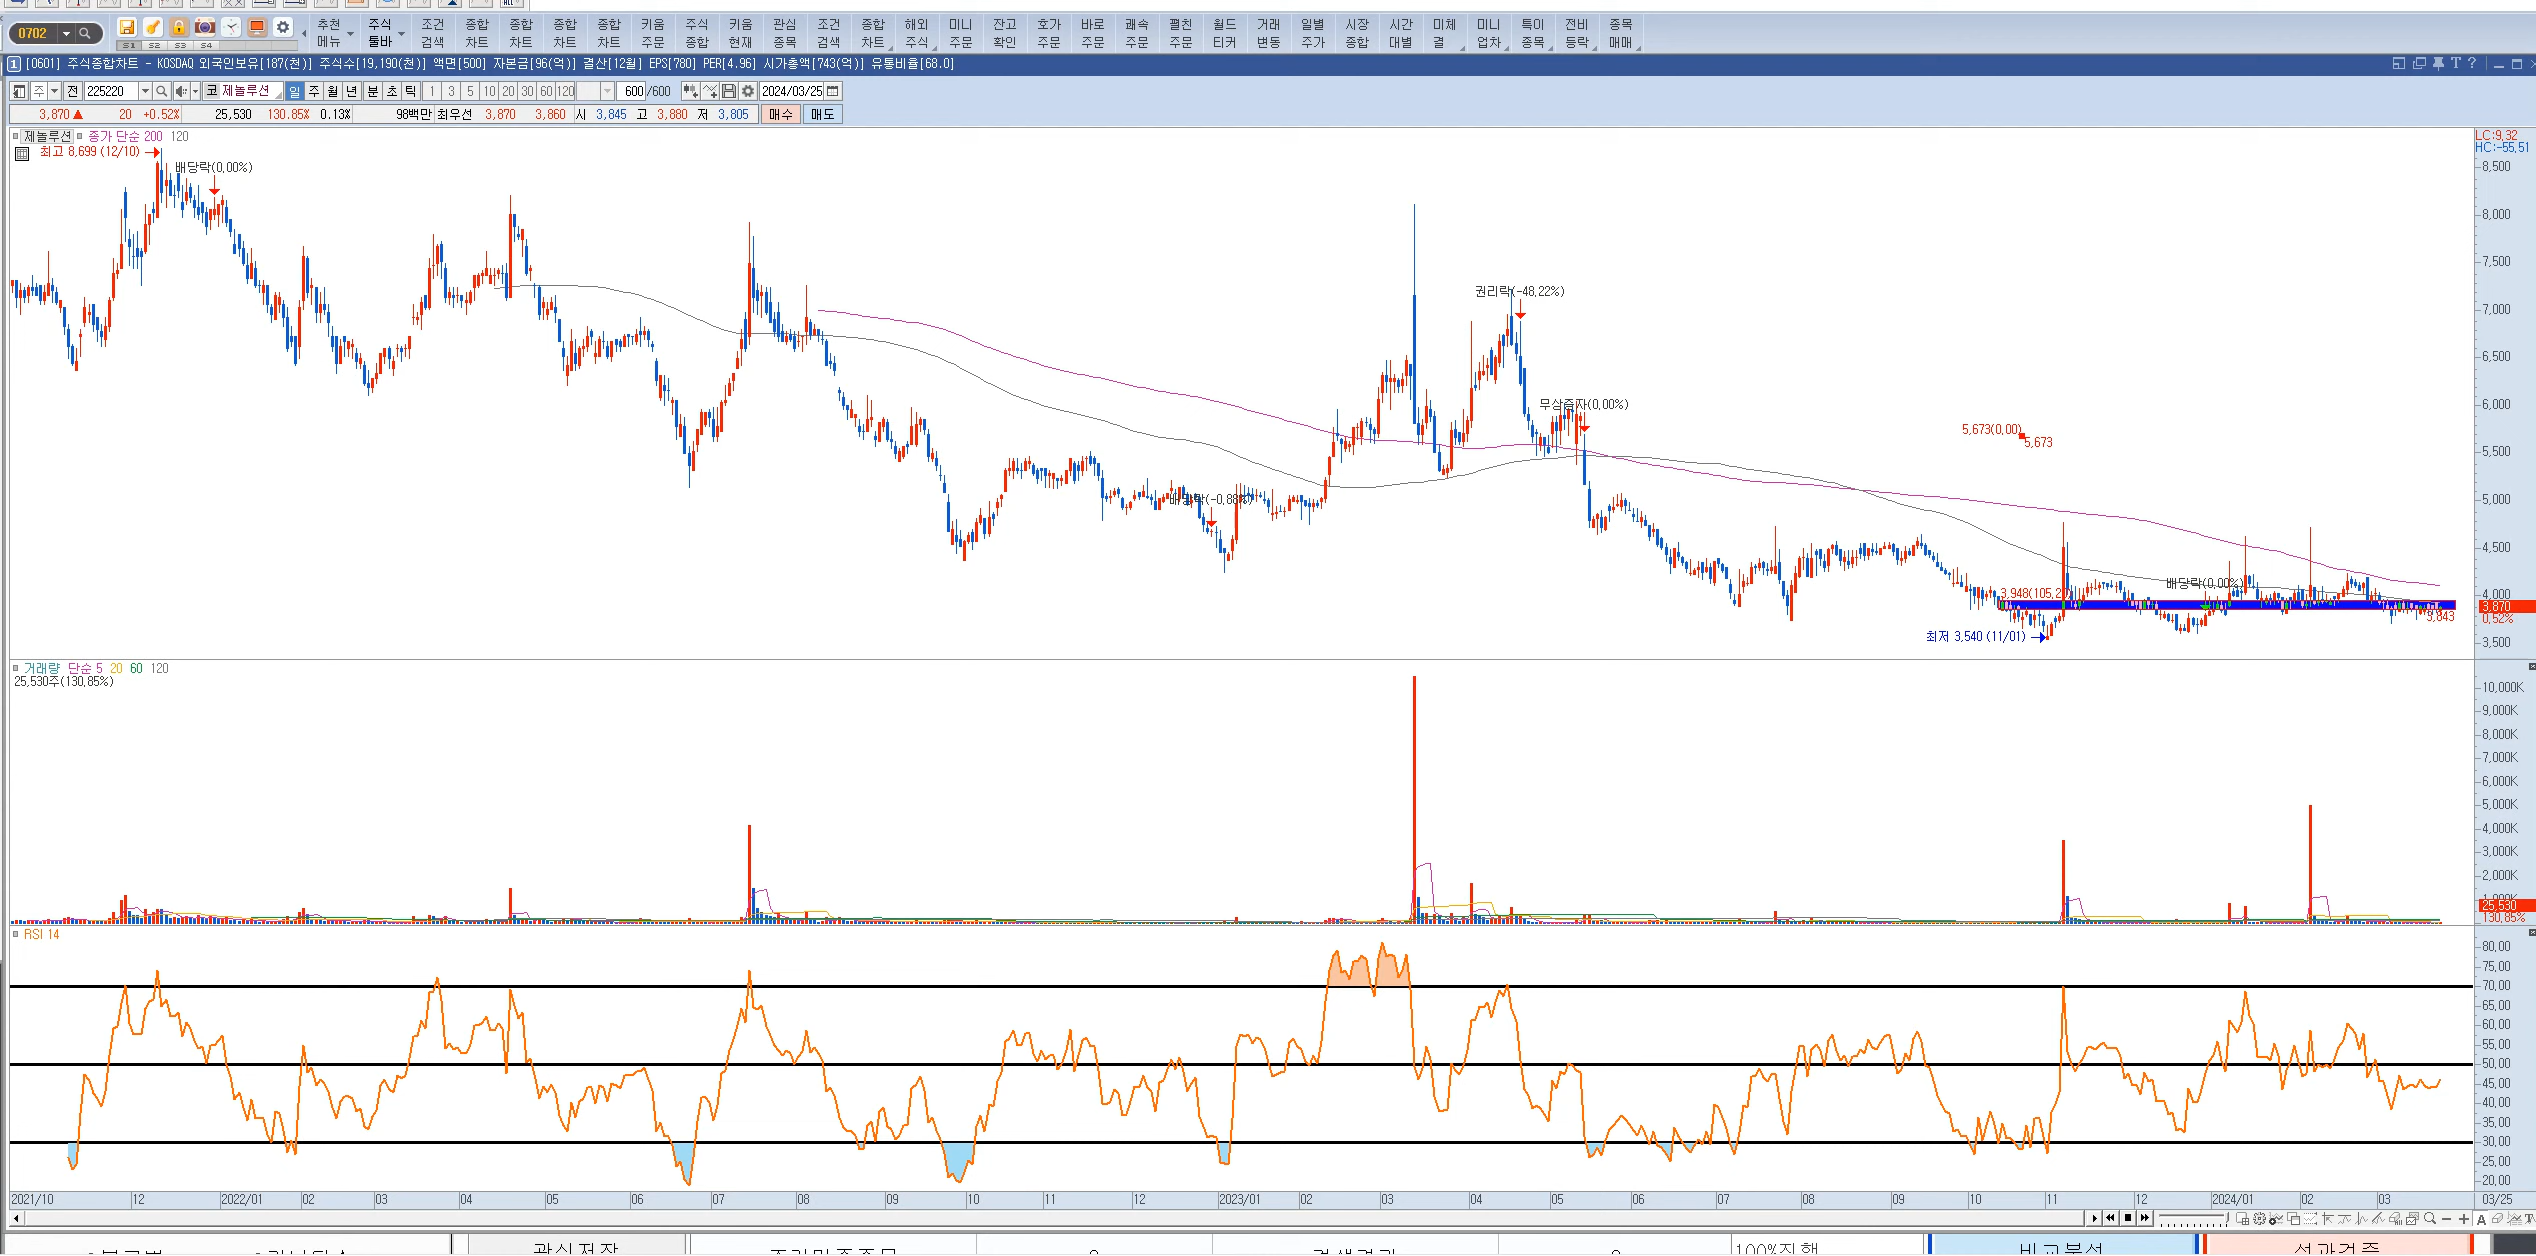 0702
S1 S2 S3 S4
추천 메뉴
주식 툴바
조건 검색
종합 차트
종합 차트
종합 차트
종합 차트
키움 주문
주식 종합
키움 현재
관심 종목
조건 검색
종합 차트
해외 주식
미니 주문
잔고 확인
호가 주문
바로 주문
쾌속 주문
펼친 주문
월드 티커
거래 변동
일별 주가
시장 종합
시간 대별
미체 결
미니 업차
특이 종목
전비 등락
종목 매매
1 [0601] 주식종합차트 - KOSDAQ 외국인보유[187(천)] 주식수[19,190(천)] 액면[500] 자본금[96(억)] 결산[12월] EPS[780] PER[4.96] 시가총액[743(억)] 유통비율[68.0]
주 전 225220 코 제놀루션 일 주 월 년 분 초 틱 1 3 5 10 20 30 60 120 600 /600 2024/03/25
3,870 ▲ 20 +0.52% 25,530 130.85% 0.13% 98백만 최우선 3,870 3,860 시 3,845 고 3,880 저 3,805 매수 매도
제놀루션 종가 단순 200 120
LC:9.32
HC:-55.51
최고 8,699 (12/10)
배당락(0.00%)
8,500
8,000
7,500
권리락(-48.22%)
7,000
6,500
무상증자(0.00%)
6,000
5,673(0.00)
5,673
5,500
배당락(-0.88%)
5,000
4,500
배당락(0.00%)
3,948(105.2
4,000
3,870
3,843
0.52%
최저 3,540 (11/01)
3,500
거래량 단순 5 20 60 120
25,530주(130.85%)
10,000K
9,000K
8,000K
7,000K
6,000K
5,000K
4,000K
3,000K
2,000K
25,530
130.85%
RSI 14
80.00
75.00
70.00
65.00
60.00
55.00
50.00
45.00
40.00
35.00
30.00
25.00
20.00
2021/10 12 2022/01 02 03 04 05 06 07 08 09 10 11 12 2023/01 02 03 04 05 06 07 08 09 10 11 12 2024/01 02 03 03/25
관심저장
100%진행
비교분석
성과검증